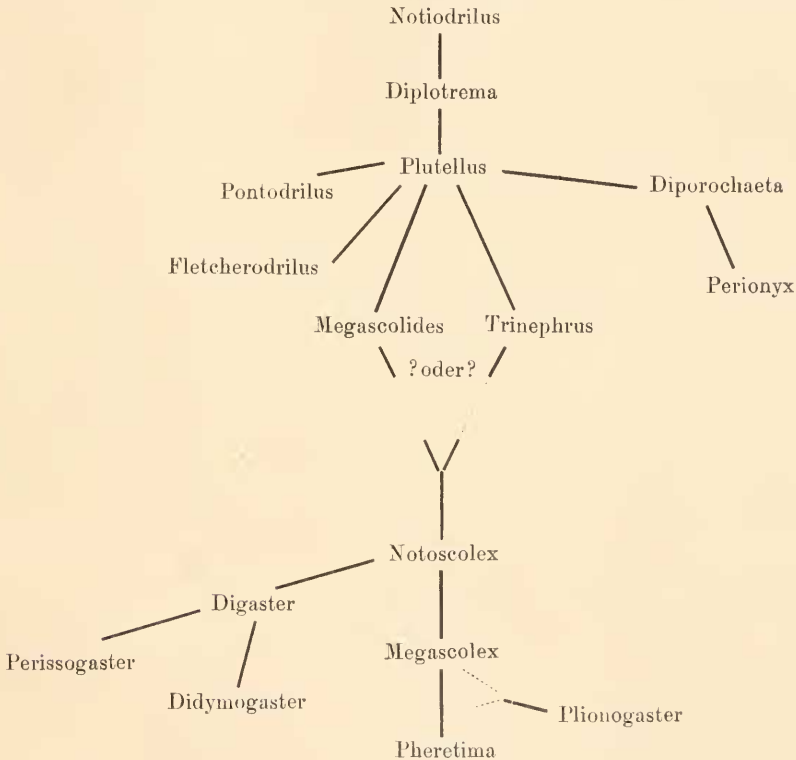 Notiodrilus
Diplotrema
Plutellus
Pontodrilus
Diporochaeta
Fletcherodrilus
Perionyx
Megascolides
Trinephrus
?oder?
Notoscolex
Digaster
Megascolex
Perissogaster
Didymogaster
Plionogaster
Pheretima